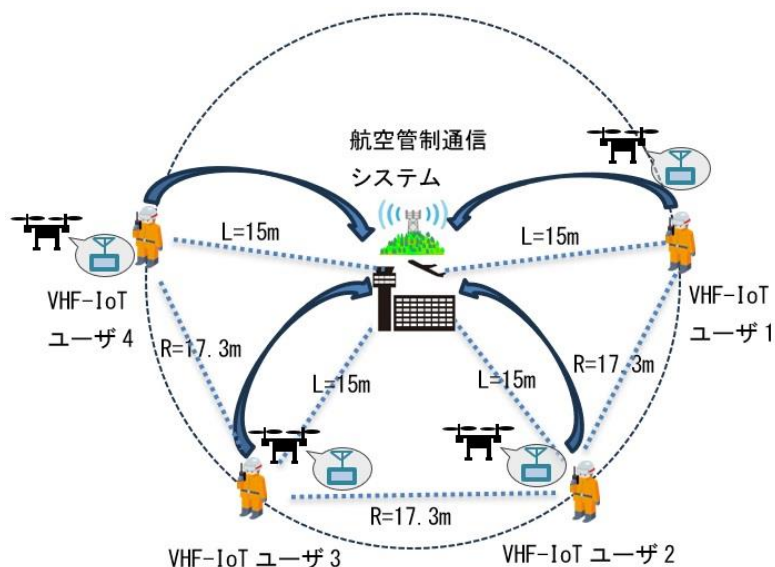 航空管制通信
システム
L=15m
L=15m
VHF-IoT
ユーザ4
VHF-IoT
ユーザ1
R=17.3m
L=15m
L=15m
R=17.3m
R=17.3m
VHF-IoT ユーザ3
VHF-IoT ユーザ2